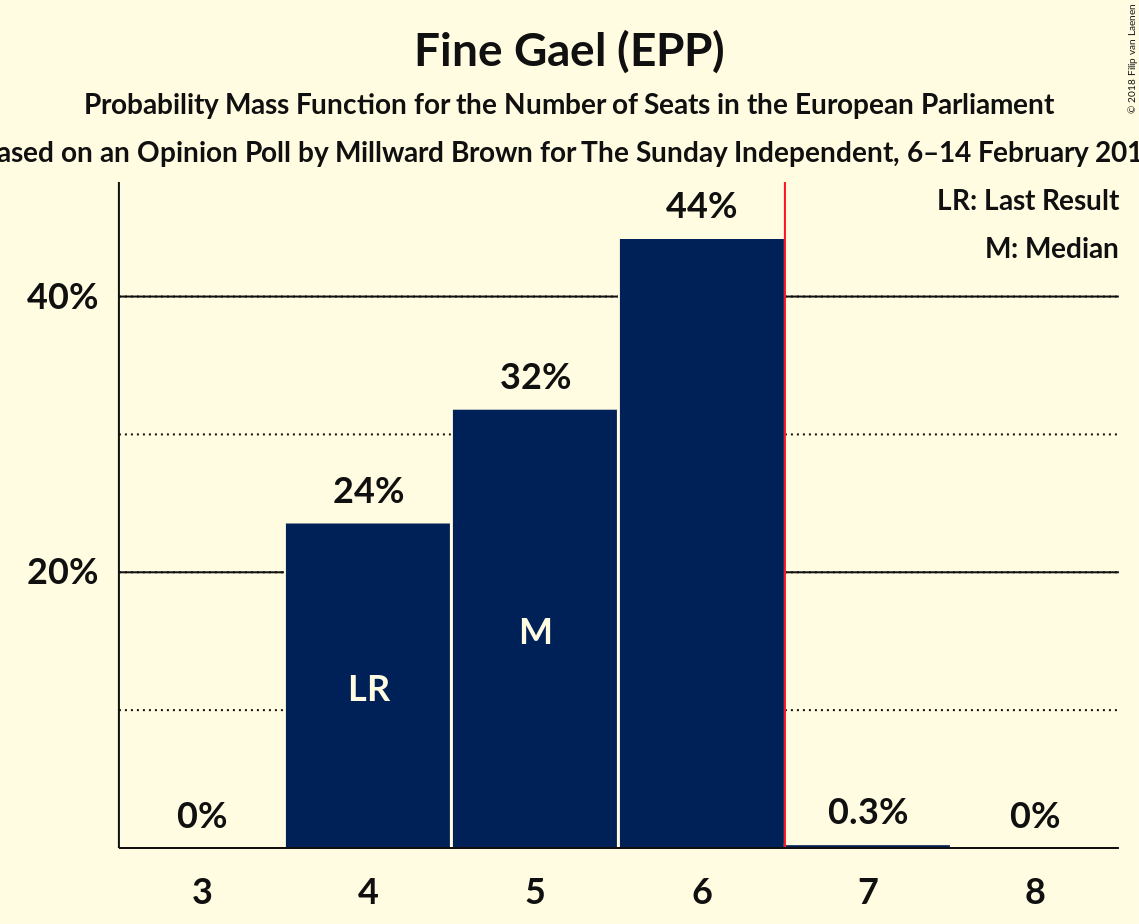 Fine Gael (EPP)
Probability Mass Function for the Number of Seats in the European Parliament
on an Opinion Poll by Millward Brown for The Sunday Independent, 6–14 February
© 2018 Filip van Laenen
LR: Last Result
M: Median
44%
40%
32%
24%
20%
M
LR
0%
0.3%
0%
3 4 5 6 7 8